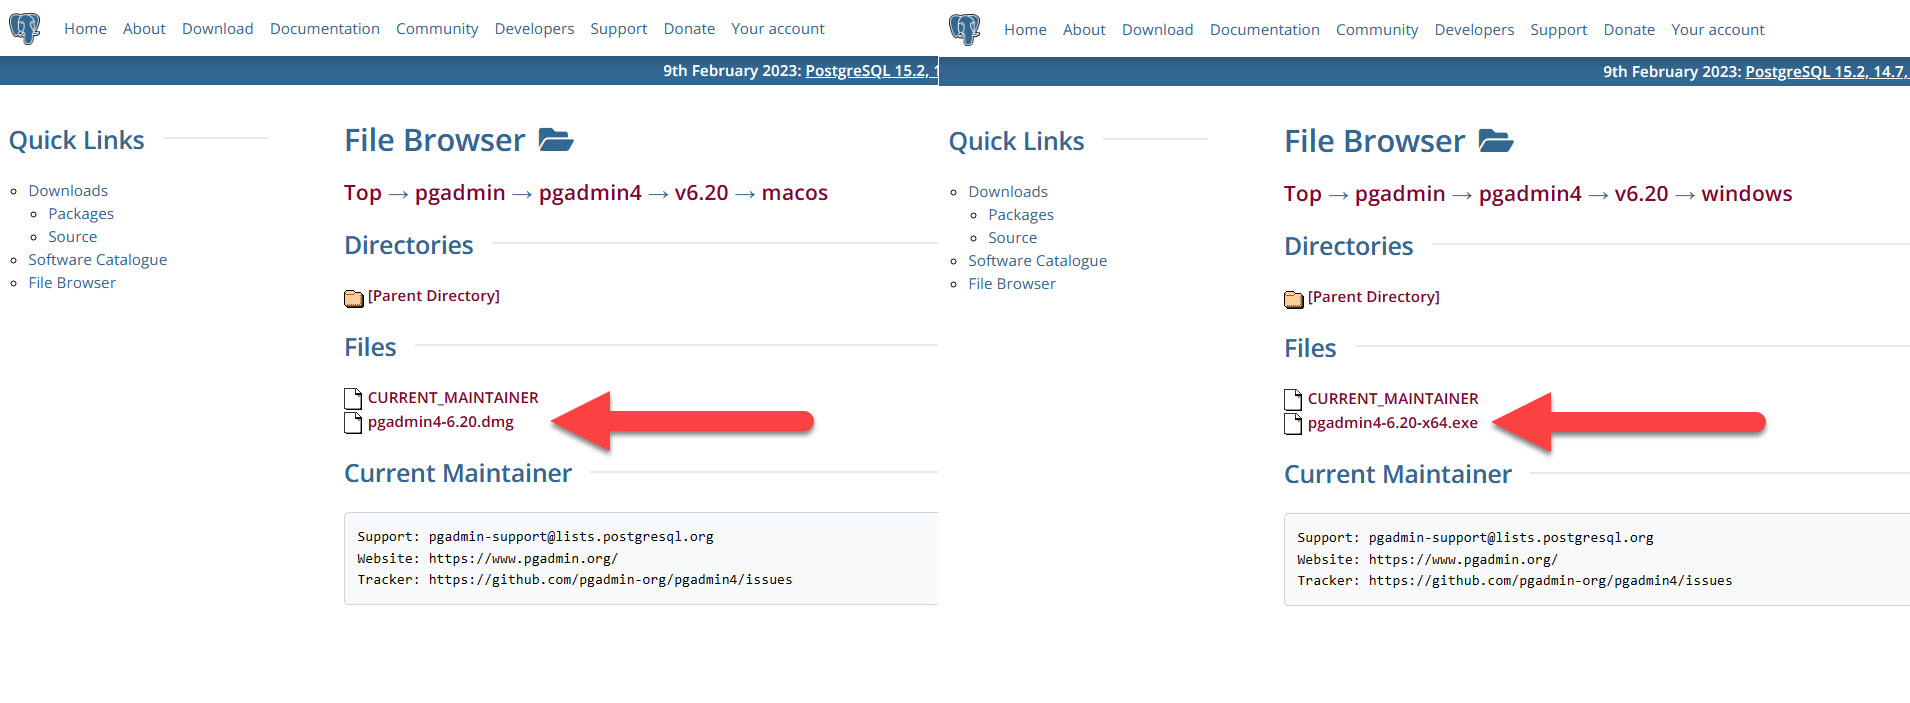 Home About Download Documentation Community Developers Support Donate Your account
9th February 2023: PostgreSQL 15.2,
Quick Links
Downloads
Packages
Source
Software Catalogue
File Browser
File Browser
Top → pgadmin → pgadmin4 → v6.20 → macos
Directories
[Parent Directory]
Files
CURRENT_MAINTAINER
pgadmin4-6.20.dmg
Current Maintainer
Support: pgadmin-support@lists.postgresql.org
Website: https://www.pgadmin.org/
Tracker: https://github.com/pgadmin-org/pgadmin4/issues
Home About Download Documentation Community Developers Support Donate Your account
9th February 2023: PostgreSQL 15.2, 14.7,
Quick Links
Downloads
Packages
Source
Software Catalogue
File Browser
File Browser
Top → pgadmin → pgadmin4 → v6.20 → windows
Directories
[Parent Directory]
Files
CURRENT_MAINTAINER
pgadmin4-6.20-x64.exe
Current Maintainer
Support: pgadmin-support@lists.postgresql.org
Website: https://www.pgadmin.org/
Tracker: https://github.com/pgadmin-org/pgadmin4/issues